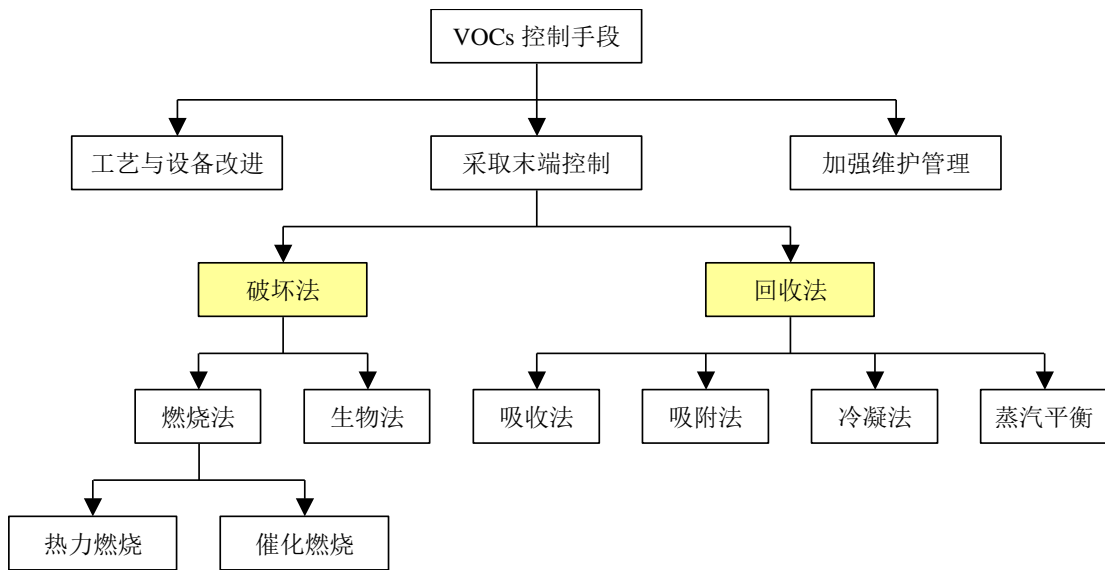 VOCs 控制手段
工艺与设备改进
采取末端控制
加强维护管理
破坏法
回收法
燃烧法
生物法
吸收法
吸附法
冷凝法
蒸汽平衡
热力燃烧
催化燃烧